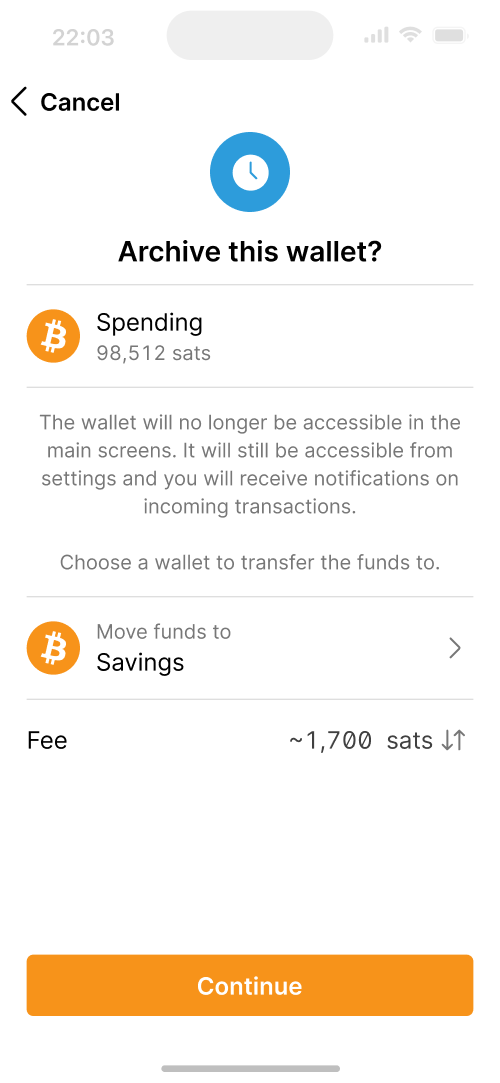 22:03
Cancel
Archive this wallet?
Spending
98,512 sats
The wallet will no longer be accessible in the
main screens. It will still be accessible from
settings and you will receive notifications on
incoming transactions.
Choose a wallet to transfer the funds to.
Move funds to
Savings
Fee ~1,700 sats
Continue